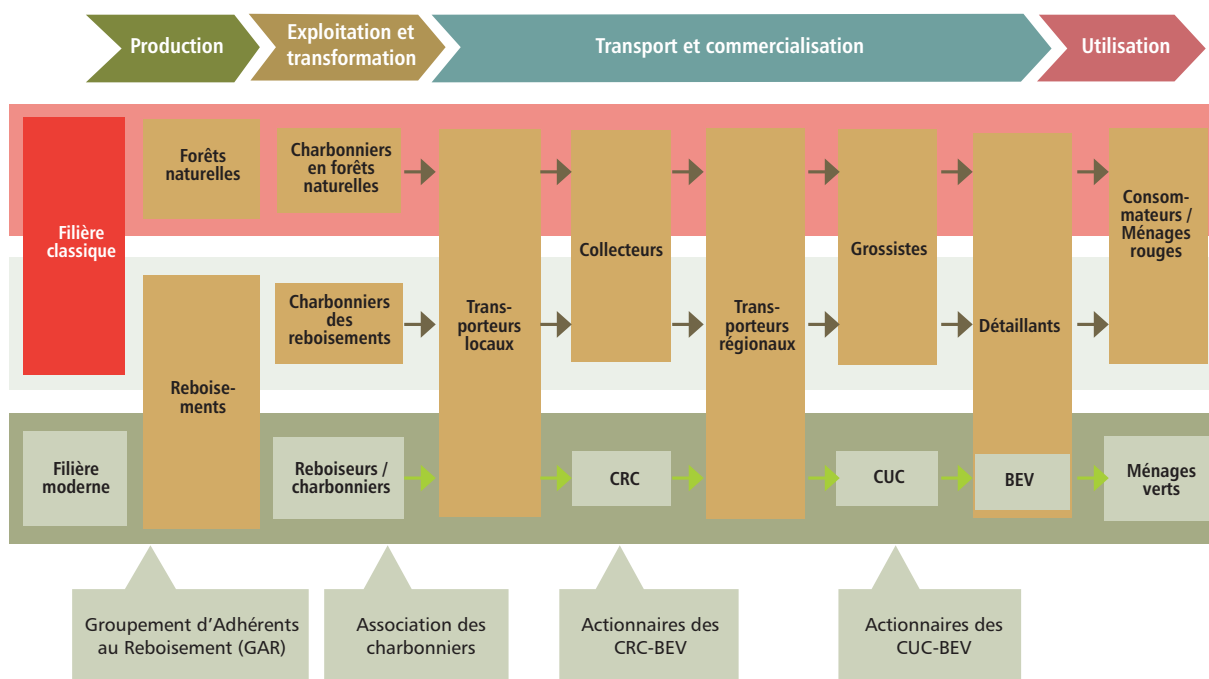 Production
Exploitation et
transformation
Transport et commercialisation
Utilisation
Filière
classique
Forêts
naturelles
Charbonniers
en forêts
naturelles
Charbonniers
des
reboisements
Trans-
porteurs
locaux
Collecteurs
Trans-
porteurs
régionaux
Grossistes
Détaillants
Consom-
mateurs /
Ménages
rouges
Reboise-
ments
Filière
moderne
Reboiseurs /
charbonniers
CRC
CUC
BEV
Ménages
verts
Groupement d'Adhérents
au Reboisement (GAR)
Association des
charbonniers
Actionnaires des
CRC-BEV
Actionnaires des
CUC-BEV